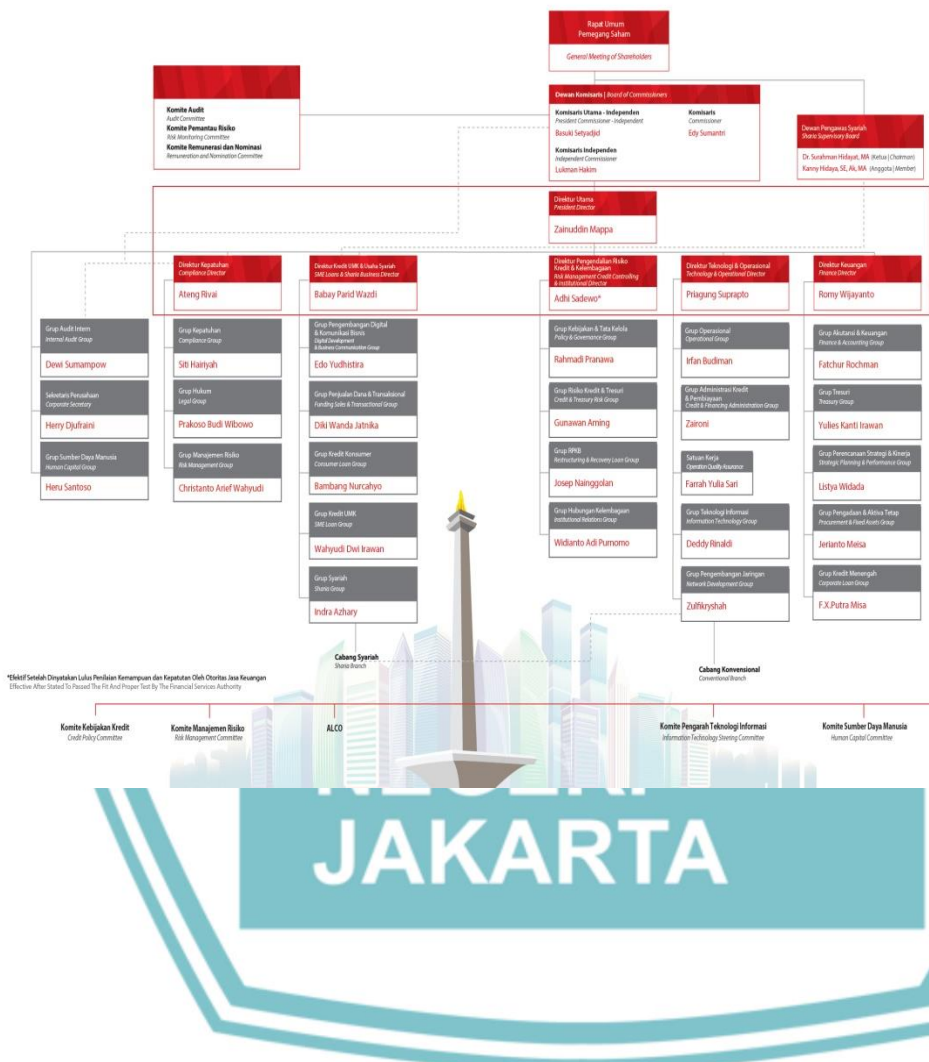 Rapat Umum
Pemegang Saham
General Meeting of Shareholders
Komite Audit
Audit Committee
Komite Pemantau Risiko
Risk Monitoring Committee
Komite Remunerasi dan Nominasi
Remuneration and Nomination Committee
Dewan Komisaris | Board of Commissioners
Komisaris Utama - Independen
President Commissioner - Independent
Basuki Setyadjid
Komisaris
Commissioner
Edy Sumantri
Komisaris Independen
Independent Commissioner
Lukman Hakim
Dewan Pengawas Syariah
Sharia Supervisory Board
Dr. Surahman Hidayat, MA (Ketua | Chairman)
Kanny Hidaya, SE, Ak, MA (Anggota | Member)
Direktur Utama
President Director
Zainuddin Mappa
Direktur Kepatuhan
Compliance Director
Ateng Rivai
Direktur Kredit UMK & Usaha Syariah
SME Loans & Sharia Business Director
Babay Parid Wazdi
Direktur Pengendalian Risiko
Kredit & Kelembagaan
Risk Management Credit Controlling
& Institutional Director
Adhi Sadewo*
Direktur Teknologi & Operasional
Technology & Operational Director
Priagung Suprapto
Direktur Keuangan
Finance Director
Romy Wijayanto
Grup Audit Intern
Internal Audit Group
Dewi Sumampow
Sekretaris Perusahaan
Corporate Secretary
Herry Djufraini
Grup Sumber Daya Manusia
Human Capital Group
Heru Santoso
Grup Kepatuhan
Compliance Group
Siti Hairiyah
Grup Hukum
Legal Group
Prakoso Budi Wibowo
Grup Manajemen Risiko
Risk Management Group
Christanto Arief Wahyudi
Grup Pengembangan Digital
& Komunikasi Bisnis
Digital Development
& Business Communication Group
Edo Yudhistira
Grup Penjualan Dana & Transaksional
Funding Sales & Transactional Group
Diki Wanda Jatnika
Grup Kredit Konsumer
Consumer Loan Group
Bambang Nurcahyo
Grup Kredit UMK
SME Loan Group
Wahyudi Dwi Irawan
Grup Syariah
Sharia Group
Indra Azhary
Grup Kebijakan & Tata Kelola
Policy & Governance Group
Rahmadi Pranawa
Grup Risiko Kredit & Tresuri
Credit & Treasury Risk Group
Gunawan Aming
Grup RPKB
Restructuring & Recovery Loan Group
Josep Nainggolan
Grup Hubungan Kelembagaan
Institutional Relations Group
Widianto Adi Purnomo
Grup Operasional
Operational Group
Irfan Budiman
Grup Administrasi Kredit
& Pembiayaan
Credit & Financing Administration Group
Zaironi
Satuan Kerja
Operation Quality Assurance
Farrah Yulia Sari
Grup Teknologi Informasi
Information Technology Group
Deddy Rinaldi
Grup Pengembangan Jaringan
Network Development Group
Zulfikryshah
Grup Akutansi & Keuangan
Finance & Accounting Group
Fatchur Rochman
Grup Tresuri
Treasury Group
Yulies Kanti Irawan
Grup Perencanaan Strategi & Kinerja
Strategic Planning & Performance Group
Listya Widada
Grup Pengadaan & Aktiva Tetap
Procurement & Fixed Assets Group
Jerianto Meisa
Grup Kredit Menengah
Corporate Loan Group
F.X.Putra Misa
Cabang Syariah
Sharia Branch
Cabang Konvensional
Conventional Branch
*Efektif Setelah Dinyatakan Lulus Penilaian Kemampuan dan Kepatutan Oleh Otoritas Jasa Keuangan
Effective After Stated To Passed The Fit And Proper Test By The Financial Services Authority
Komite Kebijakan Kredit
Credit Policy Committee
Komite Manajemen Risiko
Risk Management Committee
ALCO
Komite Pengarah Teknologi Informasi
Information Technology Steering Committee
Komite Sumber Daya Manusia
Human Capital Committee
NEGERI
JAKARTA